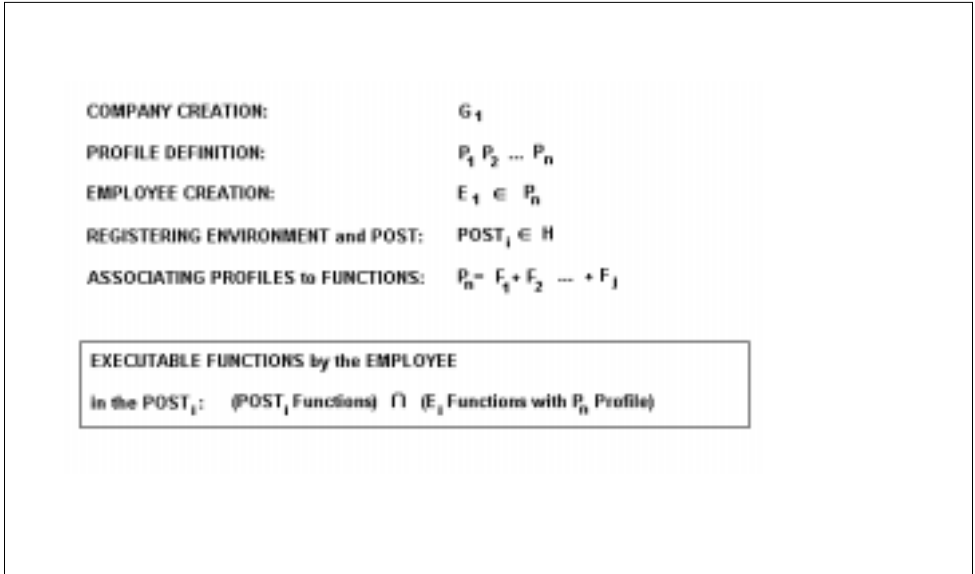 COMPANY CREATION: G₁
PROFILE DEFINITION: P₁ P₂ ... Pₙ
EMPLOYEE CREATION: E₁ ∈ Pₙ
REGISTERING ENVIRONMENT and POST: POSTᵢ ∈ H
ASSOCIATING PROFILES to FUNCTIONS: Pₙ= F₁+ F₂ ... + Fⱼ
EXECUTABLE FUNCTIONS by the EMPLOYEE
in the POSTᵢ: (POSTᵢ Functions) ∩ (Eᵢ Functions with Pₙ Profile)